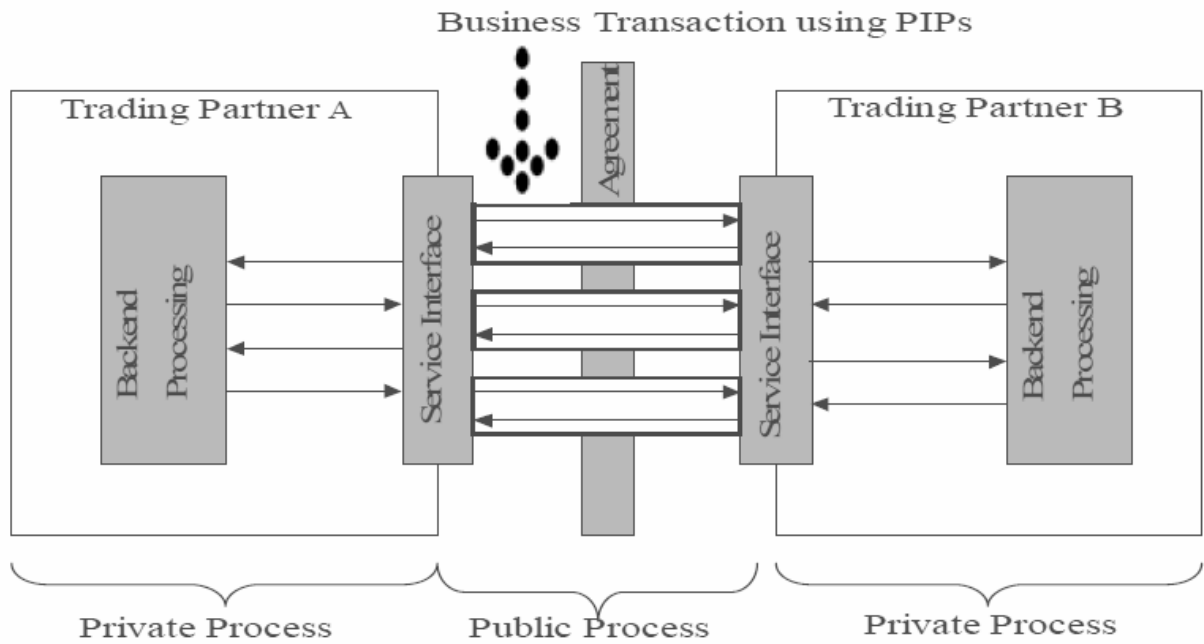 Business Transaction using PIPs
Trading Partner A
Agreement
Trading Partner B
Backend
Processing
Service Interface
Service Interface
Backend
Processing
Private Process
Public Process
Private Process